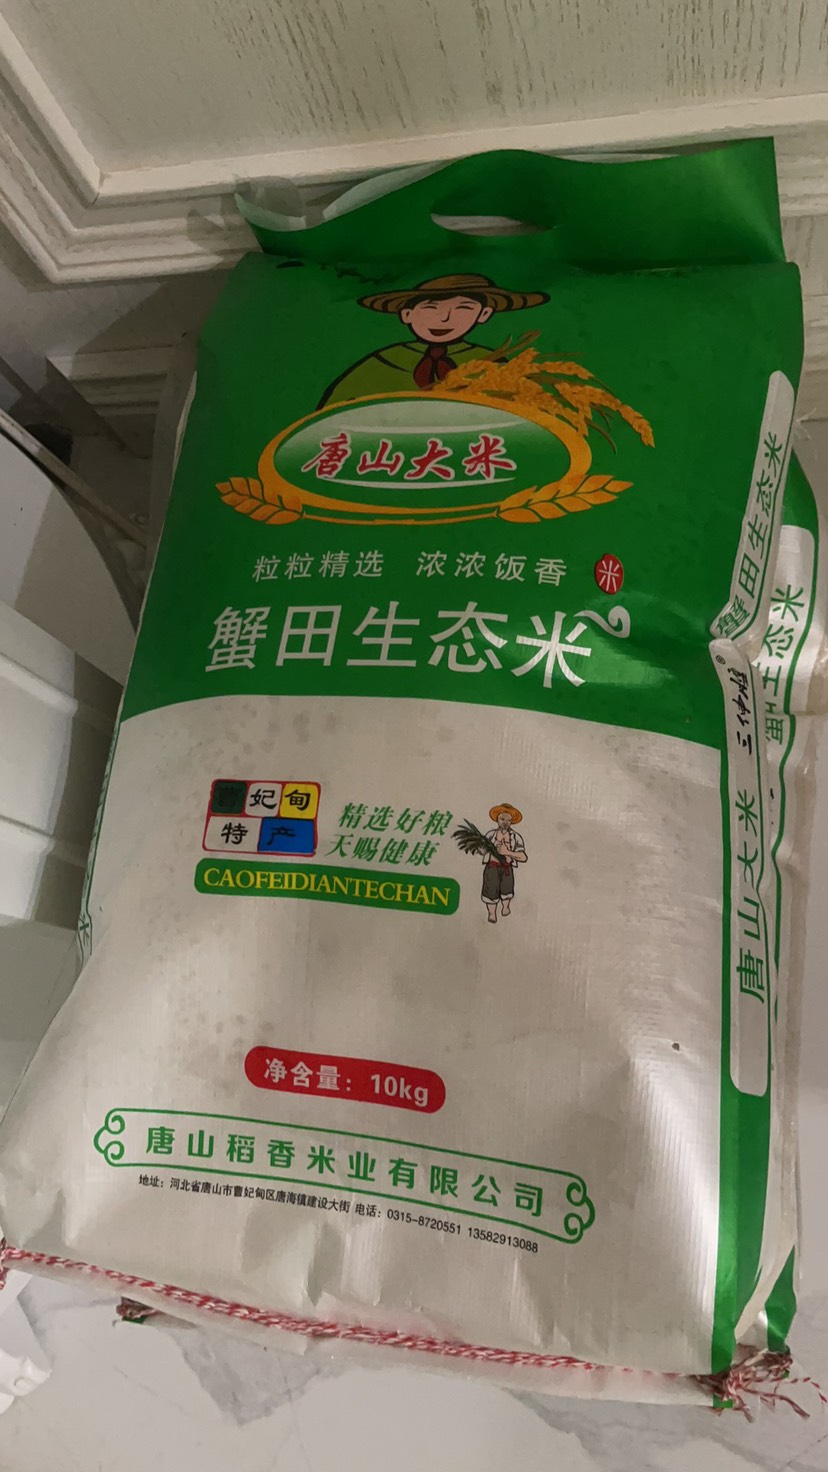 唐山大米
粒粒精选 浓浓饭香 米
蟹田生态米
曹妃甸
特产
精选好粮
天赐健康
CAOFEIDIANTECHAN
净含量：10kg
唐山稻香米业有限公司
地址：河北省唐山市曹妃甸区唐海镇建设大街 电话：0315-8720551 13582913088
蟹田生态米
唐山大米